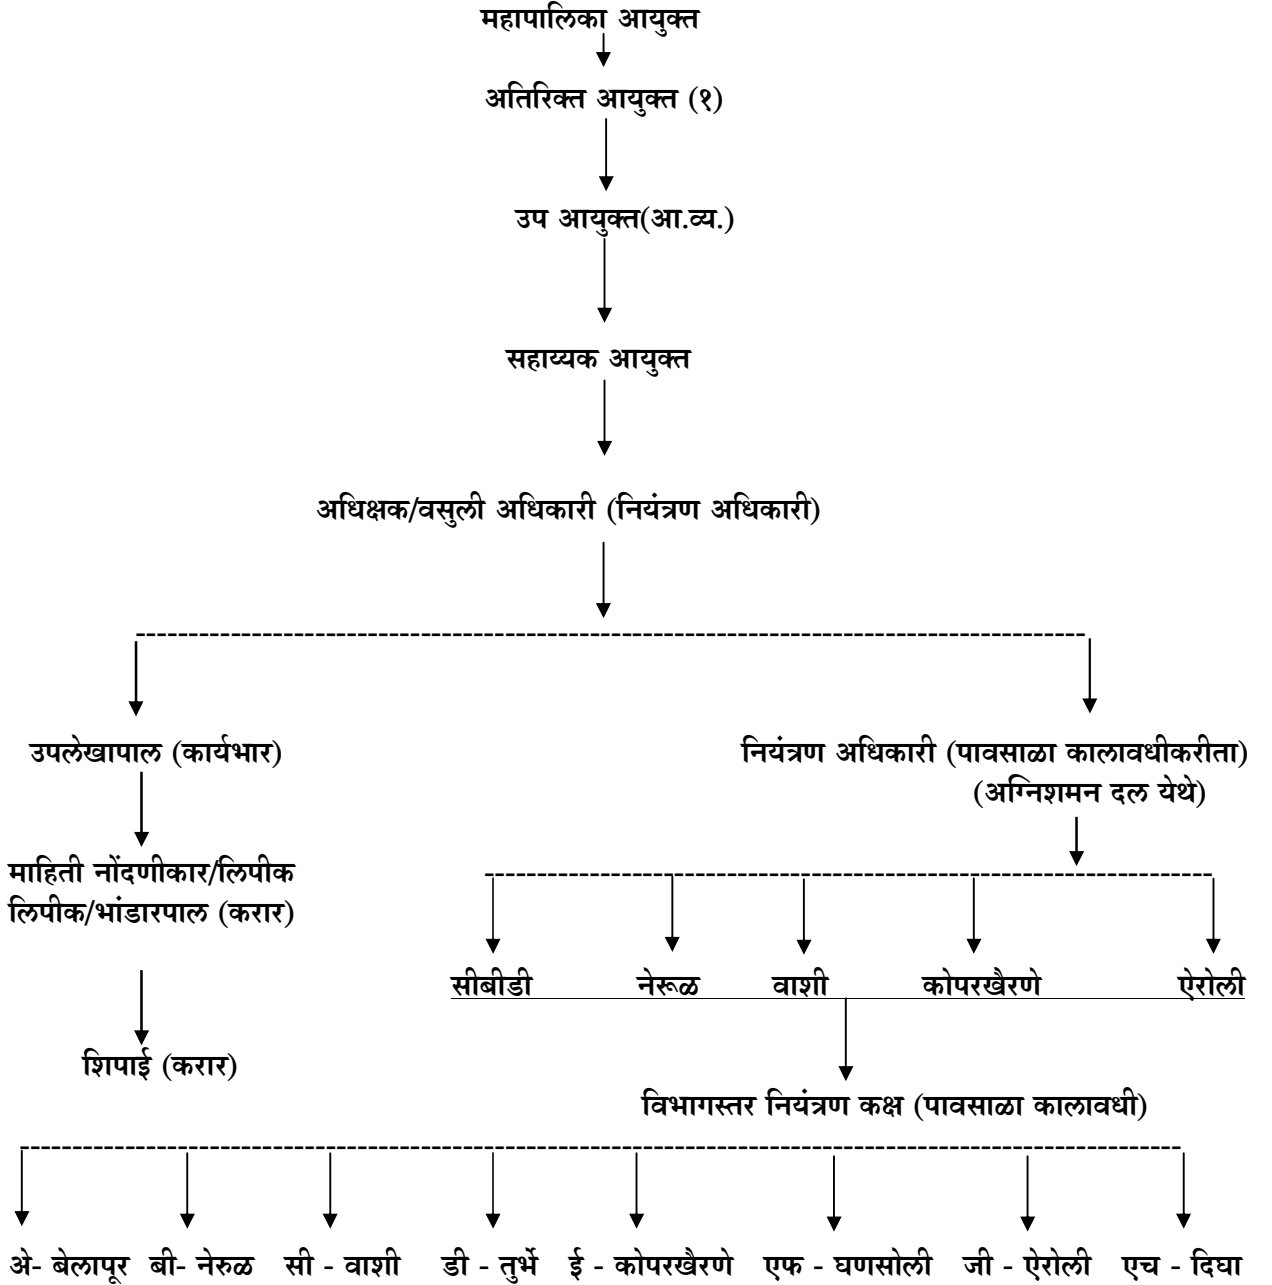 महापालिका आयुक्त
अतिरिक्त आयुक्त (१)
उप आयुक्त(आ.व्य.)
सहाय्यक आयुक्त
अधिक्षक/वसुली अधिकारी (नियंत्रण अधिकारी)
उपलेखापाल (कार्यभार)
नियंत्रण अधिकारी (पावसाळा कालावधीकरीता)
(अग्निशमन दल येथे)
माहिती नोंदणीकार/लिपीक
लिपीक/भांडारपाल (करार)
शिपाई (करार)
सीबीडी नेरूळ वाशी कोपरखैरणे ऐरोली
विभागस्तर नियंत्रण कक्ष (पावसाळा कालावधी)
अे- बेलापूर बी- नेरुळ सी - वाशी डी - तुर्भे ई - कोपरखैरणे एफ - घणसोली जी - ऐरोली एच - दिघा